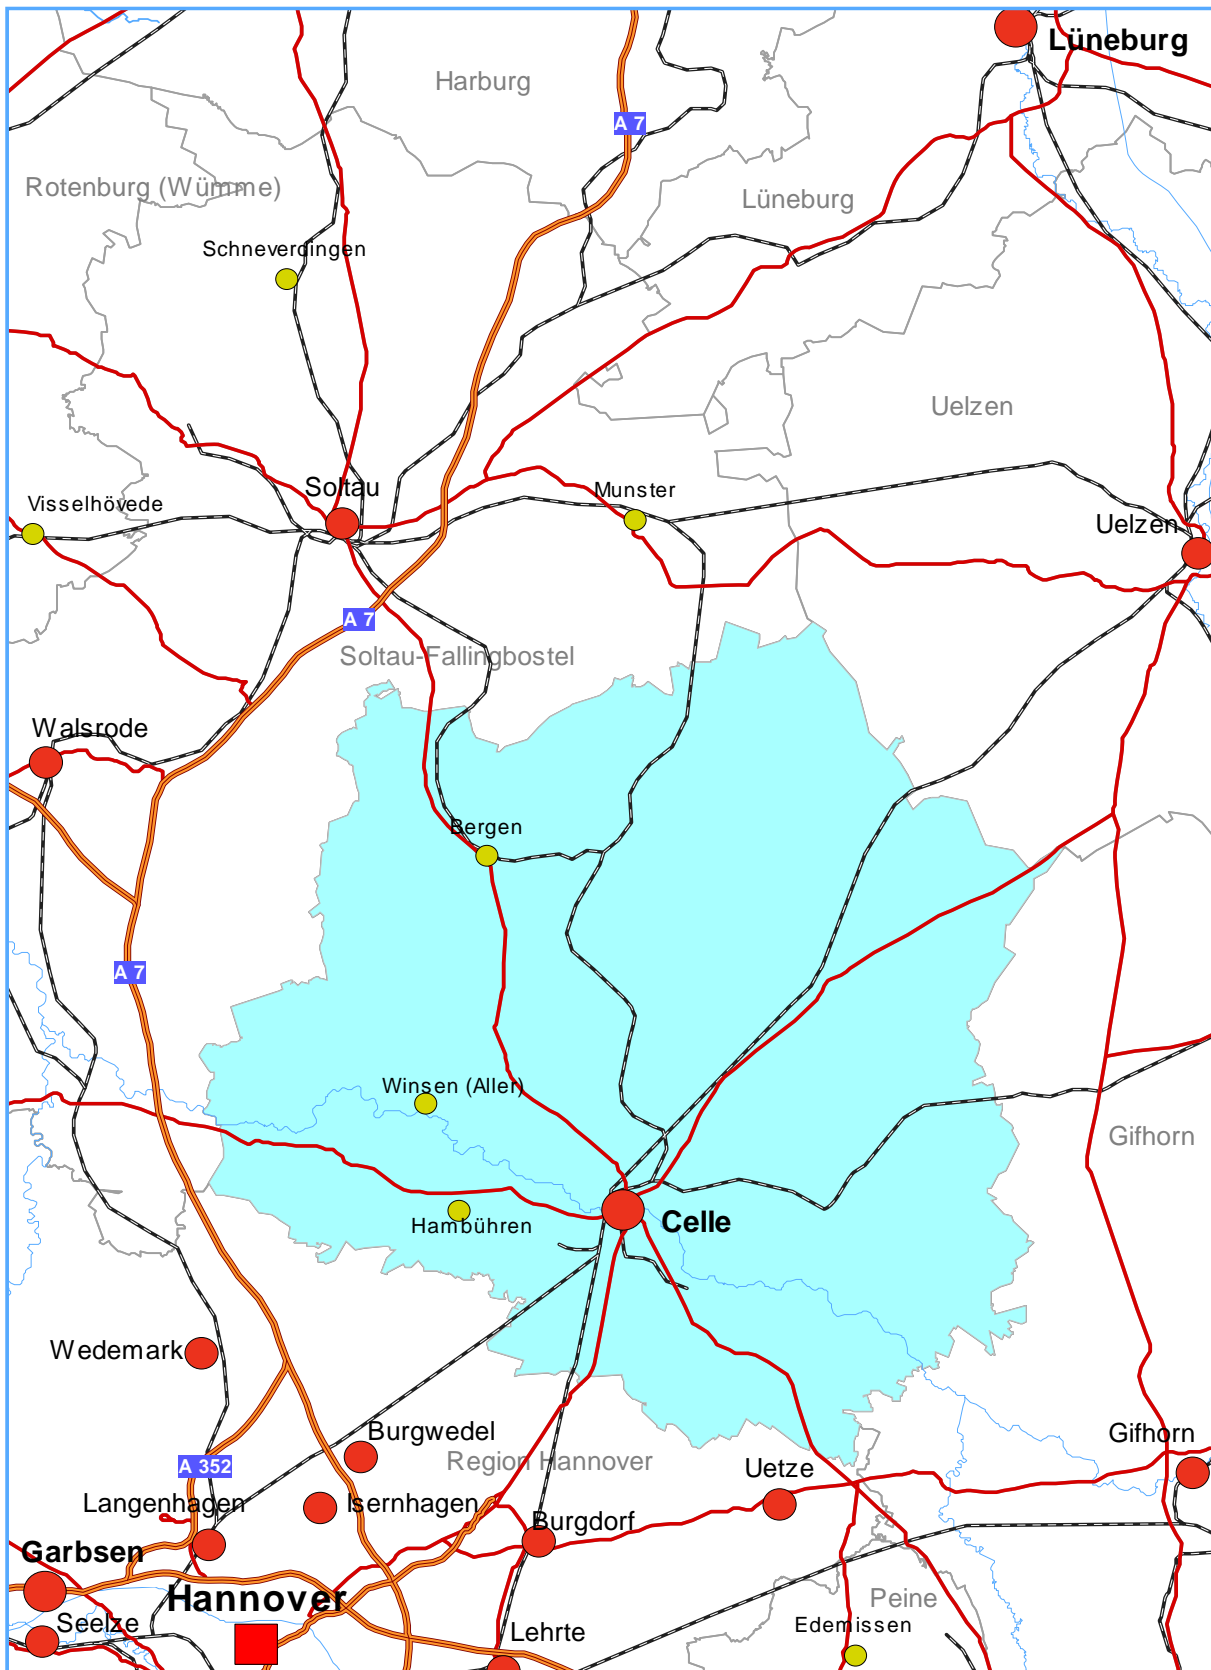 Lüneburg
Harburg
A 7
Rotenburg (Wümme)
Lüneburg
Schneverdingen
Uelzen
Soltau
Munster
Visselhövede
Uelzen
A 7
Soltau-Fallingbostel
Walsrode
Bergen
A 7
Winsen (Aller)
Gifhorn
Hambühren
Celle
Wedemark
Burgwedel
Gifhorn
Region Hannover
A 352
Uetze
Langenhagen
Isernhagen
Burgdorf
Garbsen
Hannover
Peine
Seelze
Edemissen
Lehrte